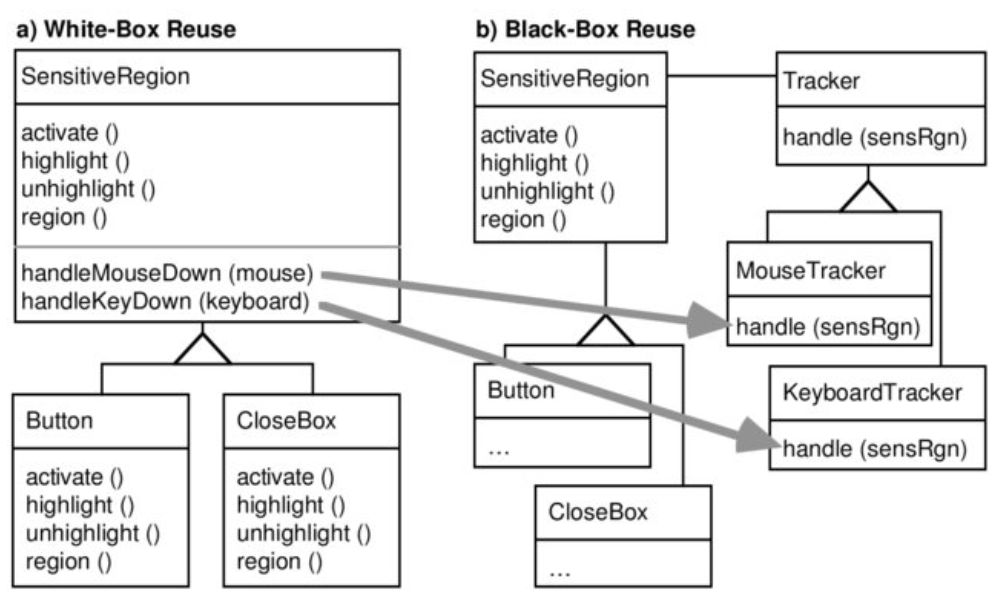 a) White-Box Reuse
SensitiveRegion
activate ()
highlight ()
unhighlight ()
region ()
handleMouseDown (mouse)
handleKeyDown (keyboard)
Button
activate ()
highlight ()
unhighlight ()
region ()
CloseBox
activate ()
highlight ()
unhighlight ()
region ()
b) Black-Box Reuse
SensitiveRegion
activate ()
highlight ()
unhighlight ()
region ()
Tracker
handle (sensRgn)
MouseTracker
handle (sensRgn)
KeyboardTracker
handle (sensRgn)
Button
...
CloseBox
...